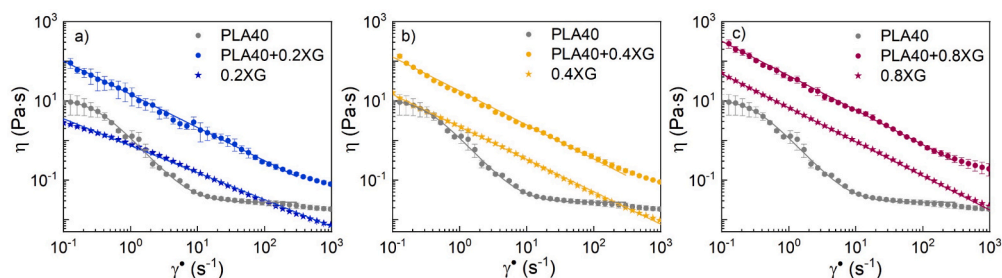 a)
PLA40
PLA40+0.2XG
0.2XG
η (Pa·s)
10³
10¹
10⁻¹
10⁻¹ 10⁰ 10¹ 10² 10³
γ• (s⁻¹)
b)
PLA40
PLA40+0.4XG
0.4XG
η (Pa·s)
10³
10¹
10⁻¹
10⁻¹ 10⁰ 10¹ 10² 10³
γ• (s⁻¹)
c)
PLA40
PLA40+0.8XG
0.8XG
η (Pa·s)
10³
10¹
10⁻¹
10⁻¹ 10⁰ 10¹ 10² 10³
γ• (s⁻¹)